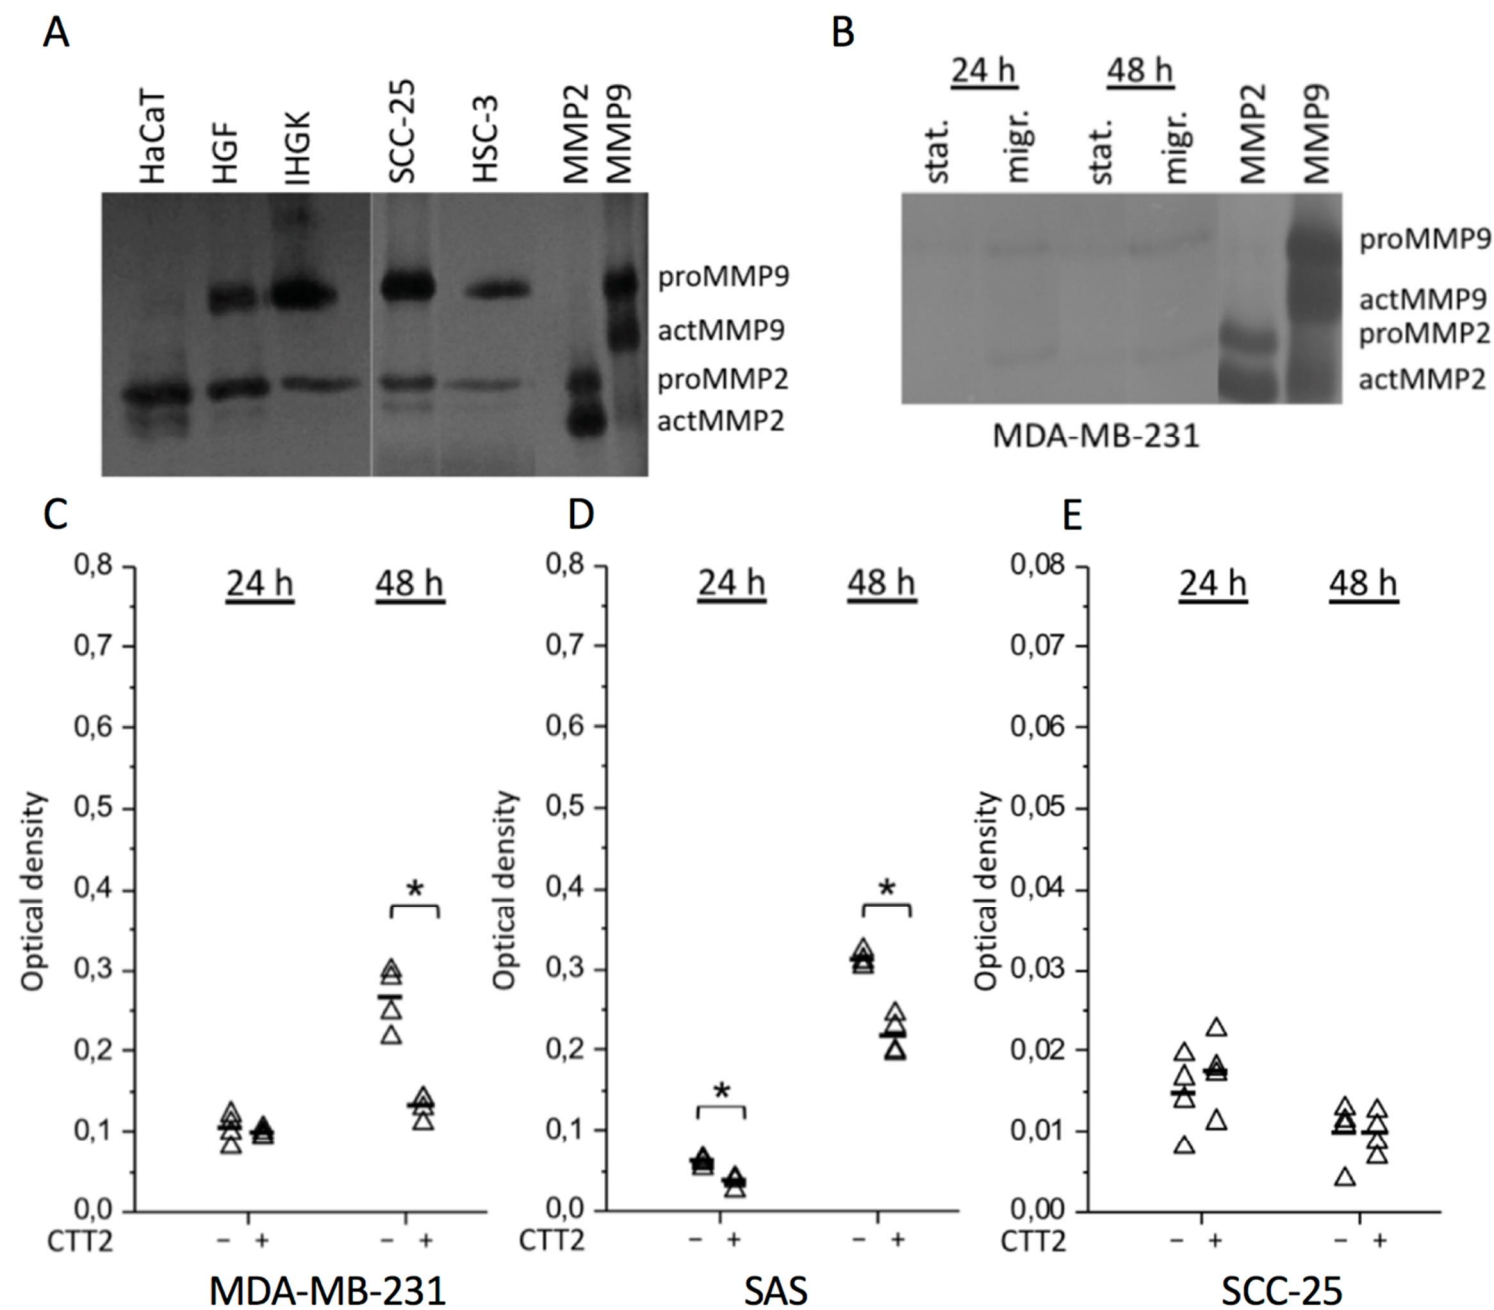 A
HaCaT
HGF
IHGK
SCC-25
HSC-3
MMP2
MMP9
proMMP9
actMMP9
proMMP2
actMMP2
B
24 h
48 h
stat.
migr.
stat.
migr.
MMP2
MMP9
proMMP9
actMMP9
proMMP2
actMMP2
MDA-MB-231
C
0,8
0,7
0,6
0,5
0,4
0,3
0,2
0,1
0,0
Optical density
24 h
48 h
*
CTT2 − + − +
MDA-MB-231
D
0,8
0,7
0,6
0,5
0,4
0,3
0,2
0,1
0,0
Optical density
24 h
48 h
*
*
CTT2 − + − +
SAS
E
0,08
0,07
0,06
0,05
0,04
0,03
0,02
0,01
0,00
Optical density
24 h
48 h
CTT2 − + − +
SCC-25